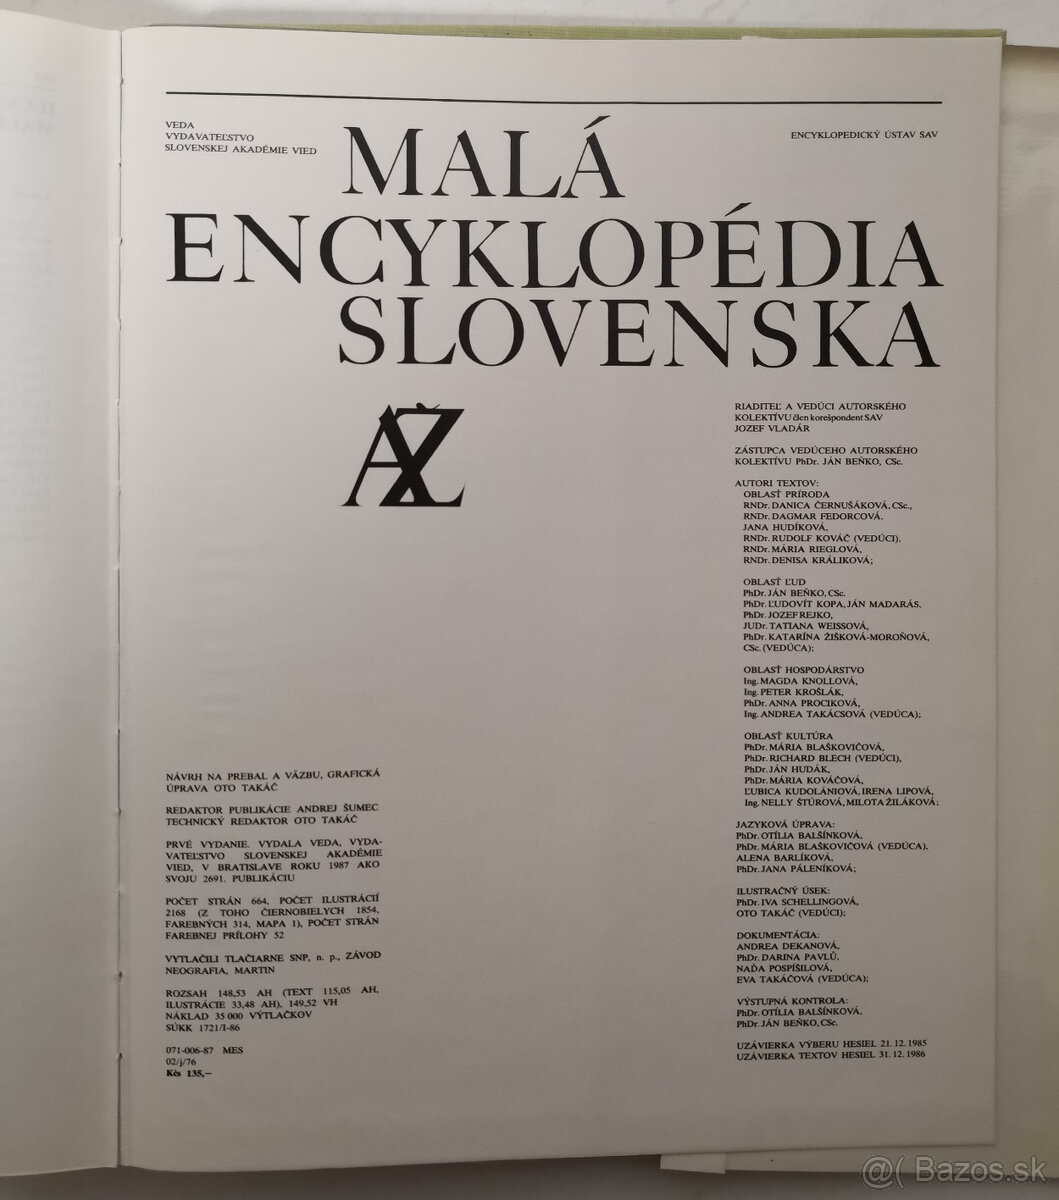 VEDA
VYDAVATEĽSTVO
SLOVENSKEJ AKADÉMIE VIED
ENCYKLOPEDICKÝ ÚSTAV SAV
MALÁ
ENCYKLOPÉDIA
SLOVENSKA
A Ž
RIADITEĽ A VEDÚCI AUTORSKÉHO
KOLEKTÍVU člen korešpondent SAV
JOZEF VLADÁR
ZÁSTUPCA VEDÚCEHO AUTORSKÉHO
KOLEKTÍVU PhDr. JÁN BEŇKO, CSc.
AUTORI TEXTOV:
OBLASŤ PRÍRODA
RNDr. DANICA ČERNUŠÁKOVÁ, CSc.,
RNDr. DAGMAR FEDORCOVÁ,
JANA HUDÍKOVÁ,
RNDr. RUDOLF KOVÁČ (VEDÚCI),
RNDr. MÁRIA RIEGLOVÁ,
RNDr. DENISA KRÁLIKOVÁ;
OBLASŤ ĽUD
PhDr. JÁN BEŇKO, CSc.
PhDr. ĽUDOVÍT KOPA, JÁN MADARÁS,
PhDr. JOZEF REJKO,
JUDr. TATIANA WEISSOVÁ,
PhDr. KATARÍNA ŽIŠKOVÁ-MOROŇOVÁ,
CSc. (VEDÚCA);
OBLASŤ HOSPODÁRSTVO
Ing. MAGDA KNOLLOVÁ,
Ing. PETER KROŠLÁK,
PhDr. ANNA PROCIKOVÁ,
Ing. ANDREA TAKÁCSOVÁ (VEDÚCA);
OBLASŤ KULTÚRA
PhDr. MÁRIA BLAŠKOVIČOVÁ,
PhDr. RICHARD BLECH (VEDÚCI),
PhDr. JÁN HUDÁK,
PhDr. MÁRIA KOVÁČOVÁ,
ĽUBICA KUDOLÁNIOVÁ, IRENA LIPOVÁ,
Ing. NELLY ŠTÚROVÁ, MILOTA ŽILÁKOVÁ;
JAZYKOVÁ ÚPRAVA:
PhDr. OTÍLIA BALŠÍNKOVÁ,
PhDr. MÁRIA BLAŠKOVIČOVÁ (VEDÚCA),
ALENA BARLÍKOVÁ,
PhDr. JANA PÁLENÍKOVÁ;
ILUSTRAČNÝ ÚSEK:
PhDr. IVA SCHELLINGOVÁ,
OTO TAKÁČ (VEDÚCI);
DOKUMENTÁCIA:
ANDREA DEKANOVÁ,
PhDr. DARINA PAVLŮ,
NAĎA POSPÍŠILOVÁ,
EVA TAKÁČOVÁ (VEDÚCA);
VÝSTUPNÁ KONTROLA:
PhDr. OTÍLIA BALŠÍNKOVÁ,
PhDr. JÁN BEŇKO, CSc.
UZÁVIERKA VÝBERU HESIEL 21. 12. 1985
UZÁVIERKA TEXTOV HESIEL 31. 12. 1986
NÁVRH NA PREBAL A VÄZBU, GRAFICKÁ
ÚPRAVA OTO TAKÁČ
REDAKTOR PUBLIKÁCIE ANDREJ ŠUMEC
TECHNICKÝ REDAKTOR OTO TAKÁČ
PRVÉ VYDANIE. VYDALA VEDA, VYDA-
VATEĽSTVO SLOVENSKEJ AKADÉMIE
VIED, V BRATISLAVE ROKU 1987 AKO
SVOJU 2691. PUBLIKÁCIU
POČET STRÁN 664, POČET ILUSTRÁCIÍ
2168 (Z TOHO ČIERNOBIELYCH 1854,
FAREBNÝCH 314, MAPA 1), POČET STRÁN
FAREBNEJ PRÍLOHY 52
VYTLAČILI TLAČIARNE SNP, n. p., ZÁVOD
NEOGRAFIA, MARTIN
ROZSAH 148,53 AH (TEXT 115,05 AH,
ILUSTRÁCIE 33,48 AH), 149,52 VH
NÁKLAD 35 000 VÝTLAČKOV
SÚKK 1721/I-86
071-006-87 MES
02/j/76
Kčs 135,—
@( Bazos.sk